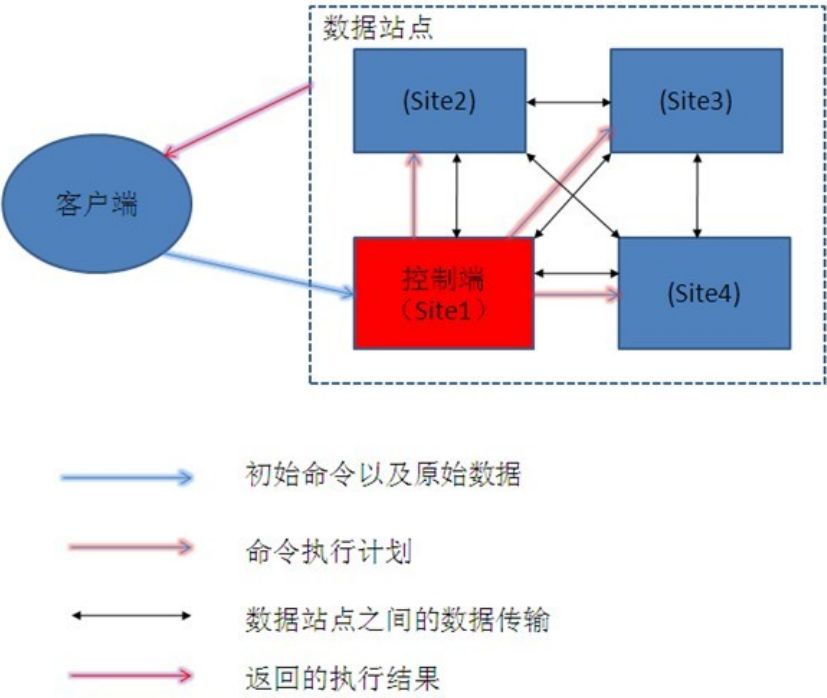 数据站点
(Site2)
(Site3)
客户端
控制端
（Site1）
(Site4)
初始命令以及原始数据
命令执行计划
数据站点之间的数据传输
返回的执行结果